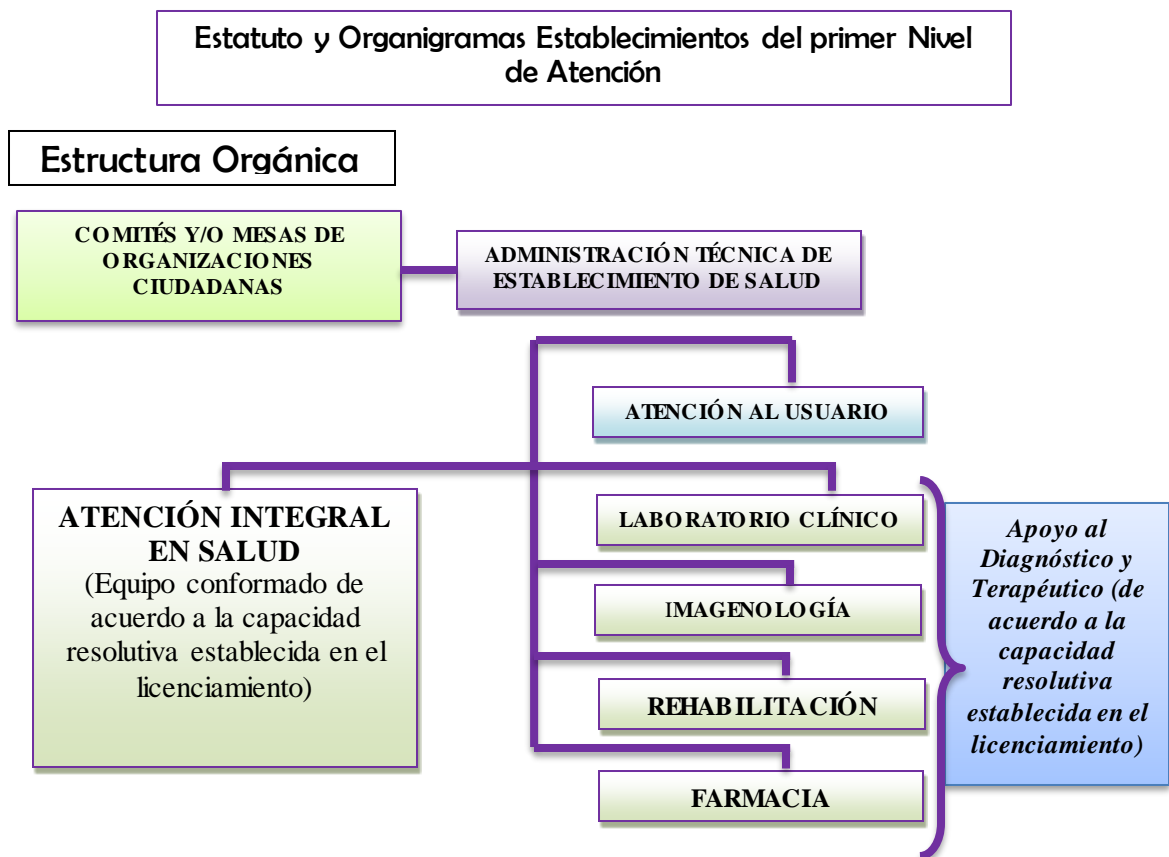 Estatuto y Organigramas Establecimientos del primer Nivel
de Atención
Estructura Orgánica
COMITÉS Y/O MESAS DE
ORGANIZACIONES
CIUDADANAS
ADMINISTRACIÓN TÉCNICA DE
ESTABLECIMIENTO DE SALUD
ATENCIÓN AL USUARIO
ATENCIÓN INTEGRAL
EN SALUD
(Equipo conformado de
acuerdo a la capacidad
resolutiva establecida en el
licenciamiento)
LABORATORIO CLÍNICO
IMAGENOLOGÍA
REHABILITACIÓN
FARMACIA
Apoyo al
Diagnóstico y
Terapéutico (de
acuerdo a la
capacidad
resolutiva
establecida en el
licenciamiento)